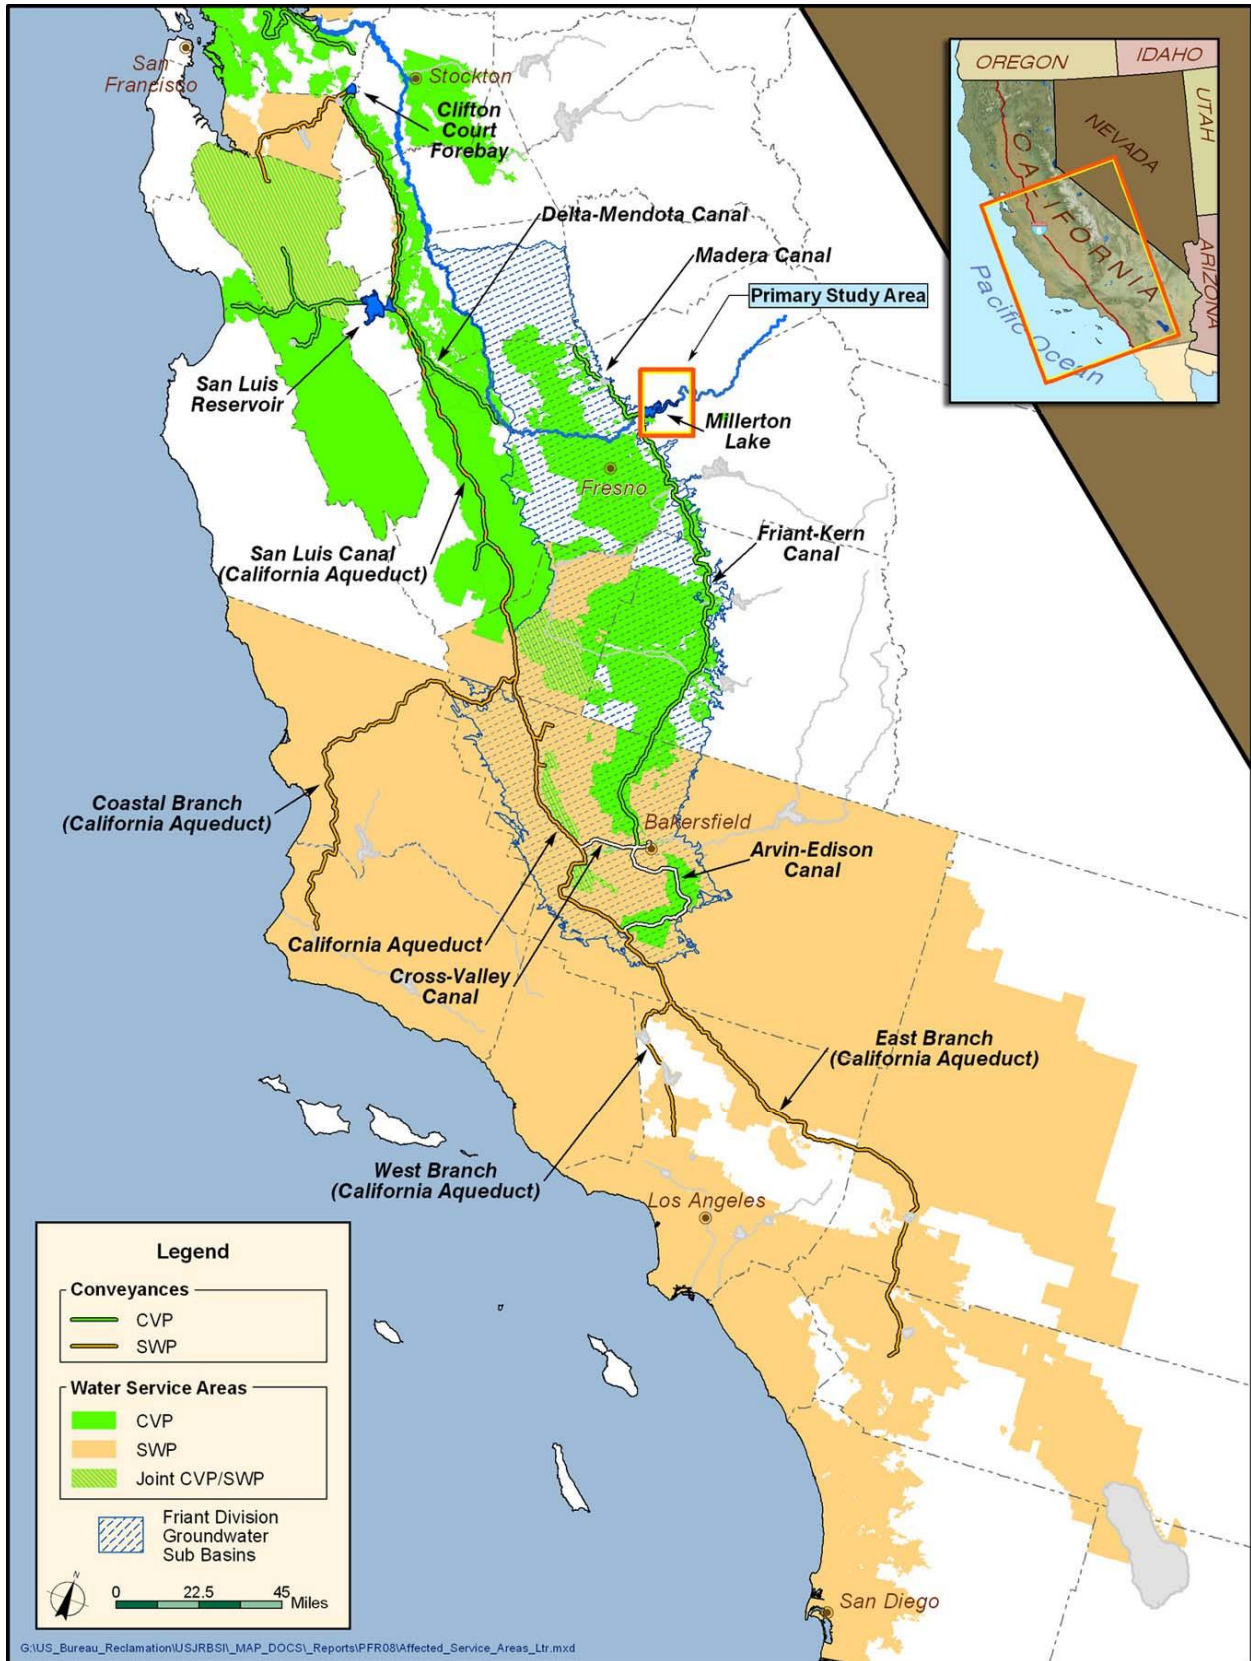 San
Francisco
Stockton
Clifton
Court
Forebay
OREGON
IDAHO
UTAH
NEVADA
CALIFORNIA
ARIZONA
Pacific Ocean
Delta-Mendota Canal
Madera Canal
Primary Study Area
San Luis
Reservoir
Millerton
Lake
Fresno
San Luis Canal
(California Aqueduct)
Friant-Kern
Canal
Coastal Branch
(California Aqueduct)
Bakersfield
Arvin-Edison
Canal
California Aqueduct
Cross-Valley
Canal
East Branch
(California Aqueduct)
West Branch
(California Aqueduct)
Los Angeles
Legend
Conveyances
CVP
SWP
Water Service Areas
CVP
SWP
Joint CVP/SWP
Friant Division
Groundwater
Sub Basins
N
0 22.5 45
Miles
San Diego
G:\US_Bureau_Reclamation\USJRBSI\_MAP_DOCS\_Reports\PFR08\Affected_Service_Areas_Ltr.mxd